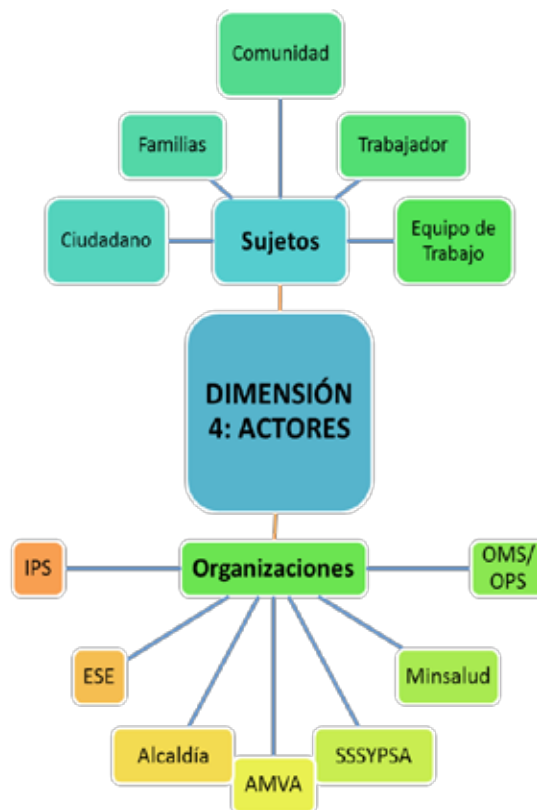 Comunidad
Familias
Trabajador
Ciudadano
Sujetos
Equipo de
Trabajo
DIMENSIÓN
4: ACTORES
IPS
Organizaciones
OMS/
OPS
ESE
Minsalud
Alcaldía
AMVA
SSSYPSA